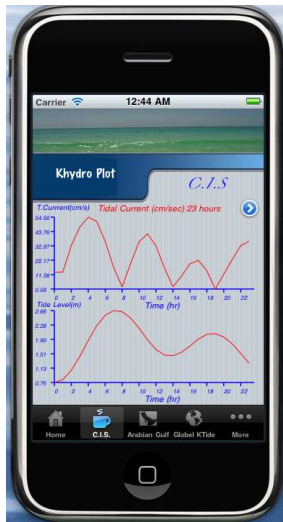 Carrier 12:44 AM
Khydro Plot
C.I.S
T.Currnt(cm/s) Tidal Current (cm/sec) 23 hours
54.56
43.76
32.97
22.17
11.38
0.58
0 2 4 6 8 10 12 14 16 18 20 22
Time (hr)
Tide Level(m)
2.66
2.28
1.90
1.51
1.13
0.75
0 2 4 6 8 10 12 14 16 18 20 22
Time (hr)
Home C.I.S. Arabian Gulf Globel KTide More